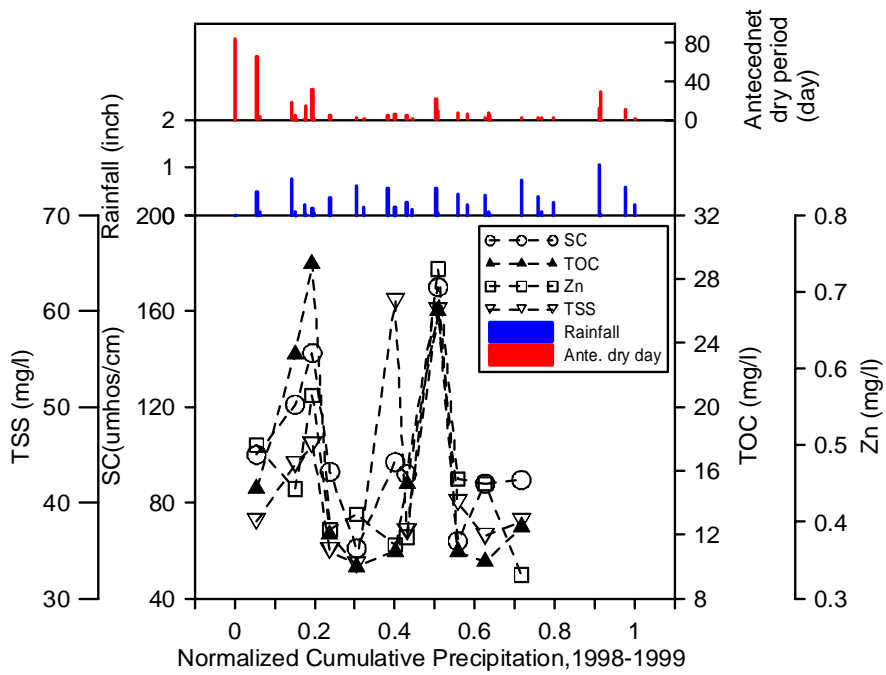 80
40
0
Antecednet
dry period
(day)
2
1
0
Rainfall (inch)
70
60
50
40
30
TSS (mg/l)
200
160
120
80
40
SC(umhos/cm)
32
28
24
20
16
12
8
TOC (mg/l)
0.8
0.7
0.6
0.5
0.4
0.3
Zn (mg/l)
SC
TOC
Zn
TSS
Rainfall
Ante. dry day
0 0.2 0.4 0.6 0.8 1
Normalized Cumulative Precipitation,1998-1999